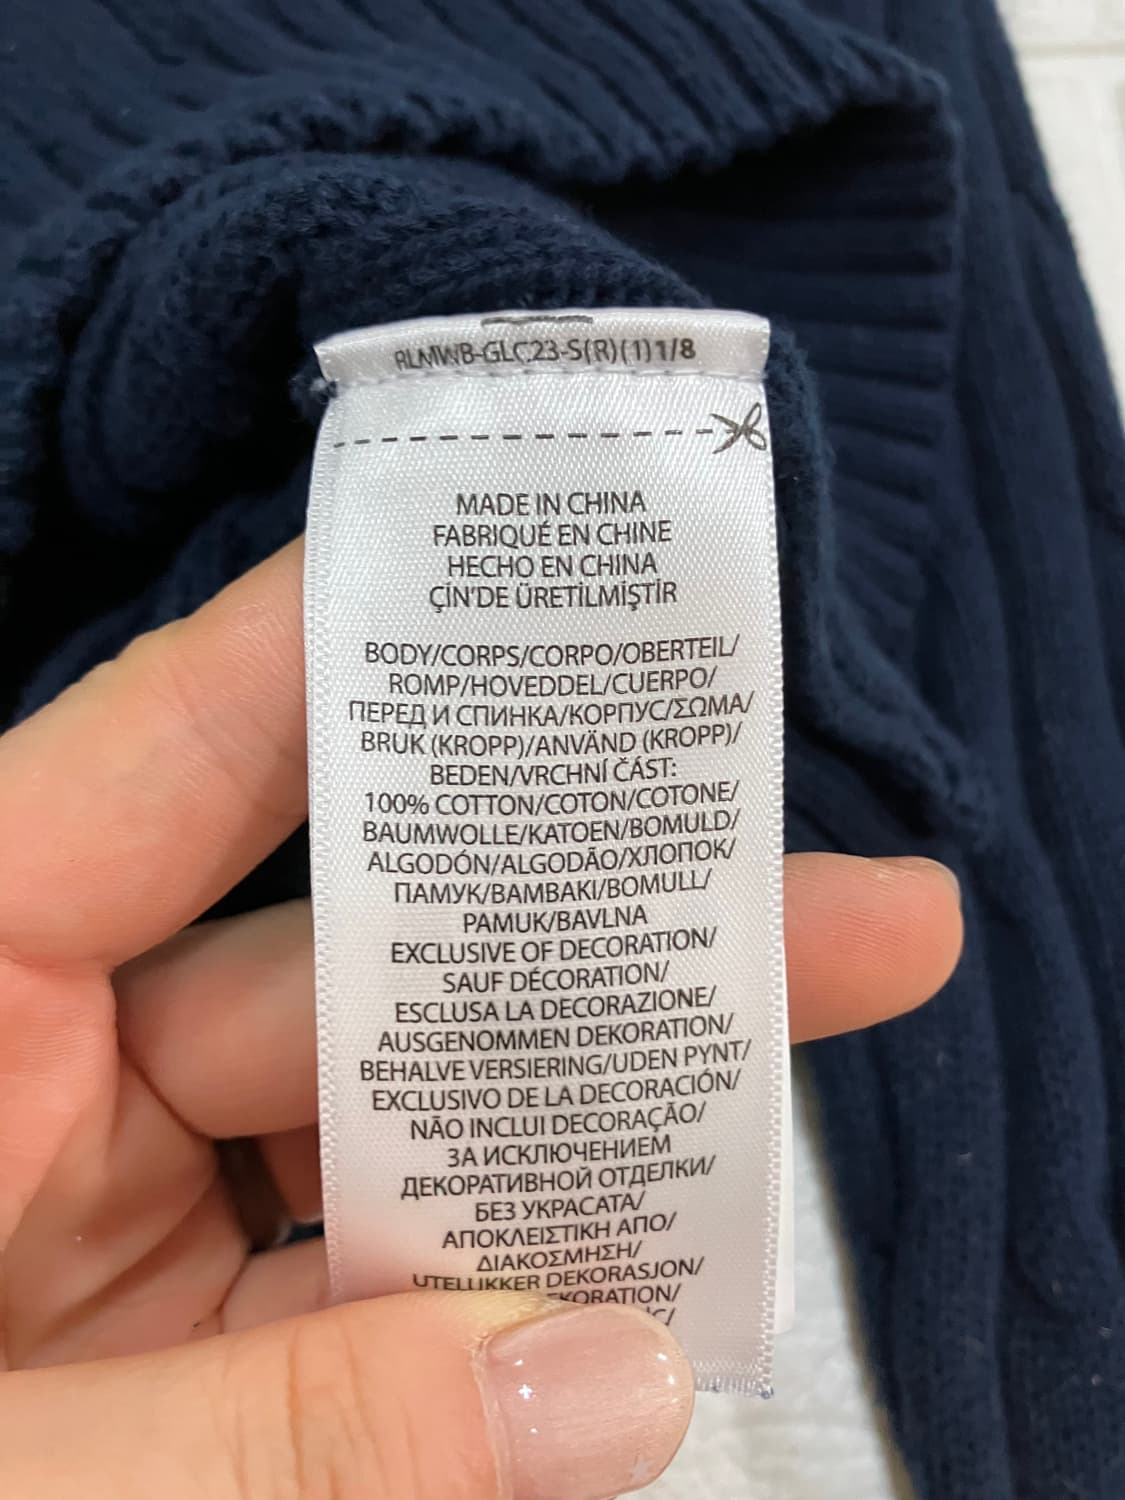 RLMWB-GLC23-S(R)(1)1/8
MADE IN CHINA
FABRIQUÉ EN CHINE
HECHO EN CHINA
ÇİN'DE ÜRETİLMİŞTİR
BODY/CORPS/CORPO/OBERTEIL/
ROMP/HOVEDDEL/CUERPO/
ПЕРЕД И СПИНКА/КОРПУС/ΣΩΜΑ/
BRUK (KROPP)/ANVÄND (KROPP)/
BEDEN/VRCHNÍ ČÁST:
100% COTTON/COTON/COTONE/
BAUMWOLLE/KATOEN/BOMULD/
ALGODÓN/ALGODÃO/ХЛОПОК/
ПАМУК/ΒΑΜΒΑΚΙ/BOMULL/
PAMUK/BAVLNA
EXCLUSIVE OF DECORATION/
SAUF DÉCORATION/
ESCLUSA LA DECORAZIONE/
AUSGENOMMEN DEKORATION/
BEHALVE VERSIERING/UDEN PYNT/
EXCLUSIVO DE LA DECORACIÓN/
NÃO INCLUI DECORAÇÃO/
ЗА ИСКЛЮЧЕНИЕМ
ДЕКОРАТИВНОЙ ОТДЕЛКИ/
БЕЗ УКРАСАТА/
ΑΠΟΚΛΕΙΣΤΙΚΗ ΑΠΟ/
ΔΙΑΚΟΣΜΗΣΗ/
UTELUKKER DEKORASJON/